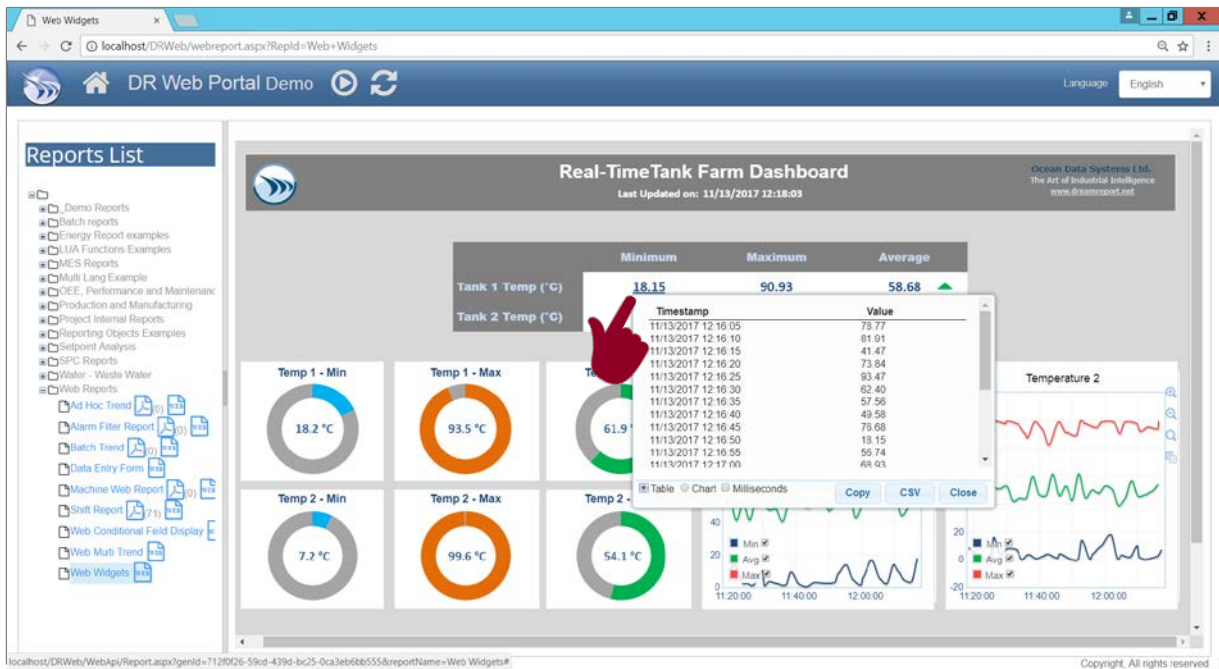 Web Widgets
localhost/DRWeb/webreport.aspx?RepId=Web+Widgets
DR Web Portal Demo
Language
English
Reports List
_Demo Reports
Batch reports
Energy Report examples
LUA Functions Examples
MES Reports
Multi Lang Example
OEE, Performance and Maintenanc
Production and Manufacturing
Project Internal Reports
Reporting Objects Examples
Setpoint Analysis
SPC Reports
Water - Waste Water
Web Reports
Ad Hoc Trend (0) WEB
Alarm Filter Report (0) WEB
Batch Trend (0) WEB
Data Entry Form WEB
Machine Web Report (0) WEB
Shift Report (71) WEB
Web Conditional Feild Display
Web Multi Trend WEB
Web Widgets WEB
Real-TimeTank Farm Dashboard
Last Updated on: 11/13/2017 12:18:03
Ocean Data Systems Ltd.
The Art of Industrial Intelligence
www.dreamreport.net
Minimum Maximum Average
Tank 1 Temp (°C) 18.15 90.93 58.68
Tank 2 Temp (°C)
Timestamp Value
11/13/2017 12:16:05 78.77
11/13/2017 12:16:10 81.91
11/13/2017 12:16:15 41.47
11/13/2017 12:16:20 73.84
11/13/2017 12:16:25 93.47
11/13/2017 12:16:30 62.40
11/13/2017 12:16:35 57.56
11/13/2017 12:16:40 49.58
11/13/2017 12:16:45 76.68
11/13/2017 12:16:50 18.15
11/13/2017 12:16:55 56.74
11/13/2017 12:17:00 68.93
Table Chart Milliseconds Copy CSV Close
Temp 1 - Min
18.2 °C
Temp 1 - Max
93.5 °C
61.9
Temp 2 - Min
7.2 °C
Temp 2 - Max
99.6 °C
Temp 2 -
54.1 °C
40
20
0
Min
Avg
Max
11:20:00 11:40:00 12:00:00
Temperature 2
20
0
-20
Min
Avg
Max
11:20:00 11:40:00 12:00:00
localhost/DRWeb/WebApi/Report.aspx?genId=712f0f26-59cd-439d-bc25-0ca3eb6bb555&reportName=Web Widgets#
Copyright, All rights reserved